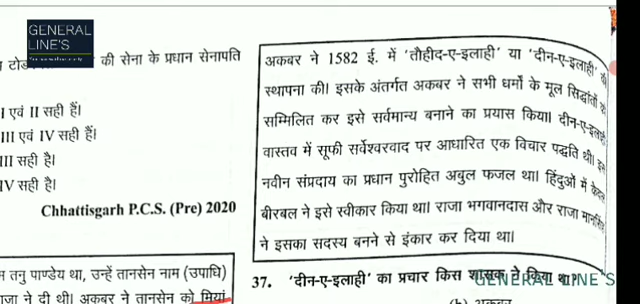 GENERAL
LINE'S
की सेना के प्रधान सेनापति
I एवं II सही हैं।
III एवं IV सही हैं।
III सही है।
IV सही है।
Chhattisgarh P.C.S. (Pre) 2020
तनु पाण्डेय था, उन्हें तानसेन नाम (उपाधि)
ने दी थी। अकबर ने तानसेन को मियां
अकबर ने 1582 ई. में 'तौहीद-ए-इलाही' या 'दीन-ए-इलाही' की
स्थापना की। इसके अंतर्गत अकबर ने सभी धर्मों के मूल सिद्धांतों को
सम्मिलित कर इसे सर्वमान्य बनाने का प्रयास किया। दीन-ए-इलाही
वास्तव में सूफी सर्वेश्वरवाद पर आधारित एक विचार पद्धति थी। इस
नवीन संप्रदाय का प्रधान पुरोहित अबुल फजल था। हिंदुओं में केवल
बीरबल ने इसे स्वीकार किया था। राजा भगवानदास और राजा मानसिंह
ने इसका सदस्य बनने से इंकार कर दिया था।
37. 'दीन-ए-इलाही' का प्रचार किस शासक ने किया था?
GENERAL LINE'S
(b) अकबर